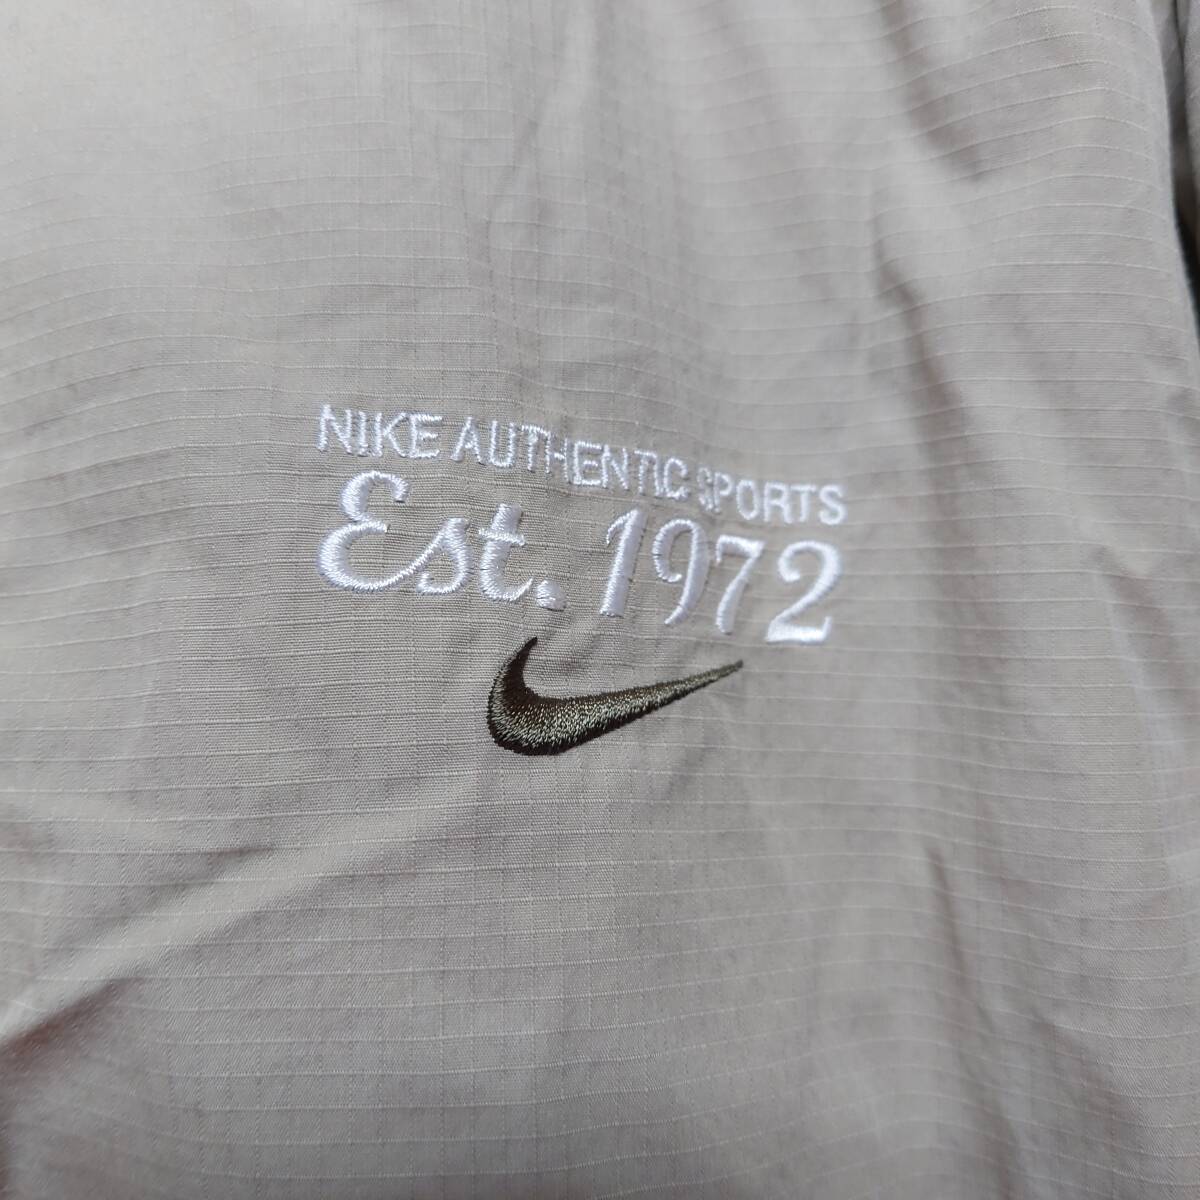 NIKE AUTHENTIC SPORTS
Est. 1972